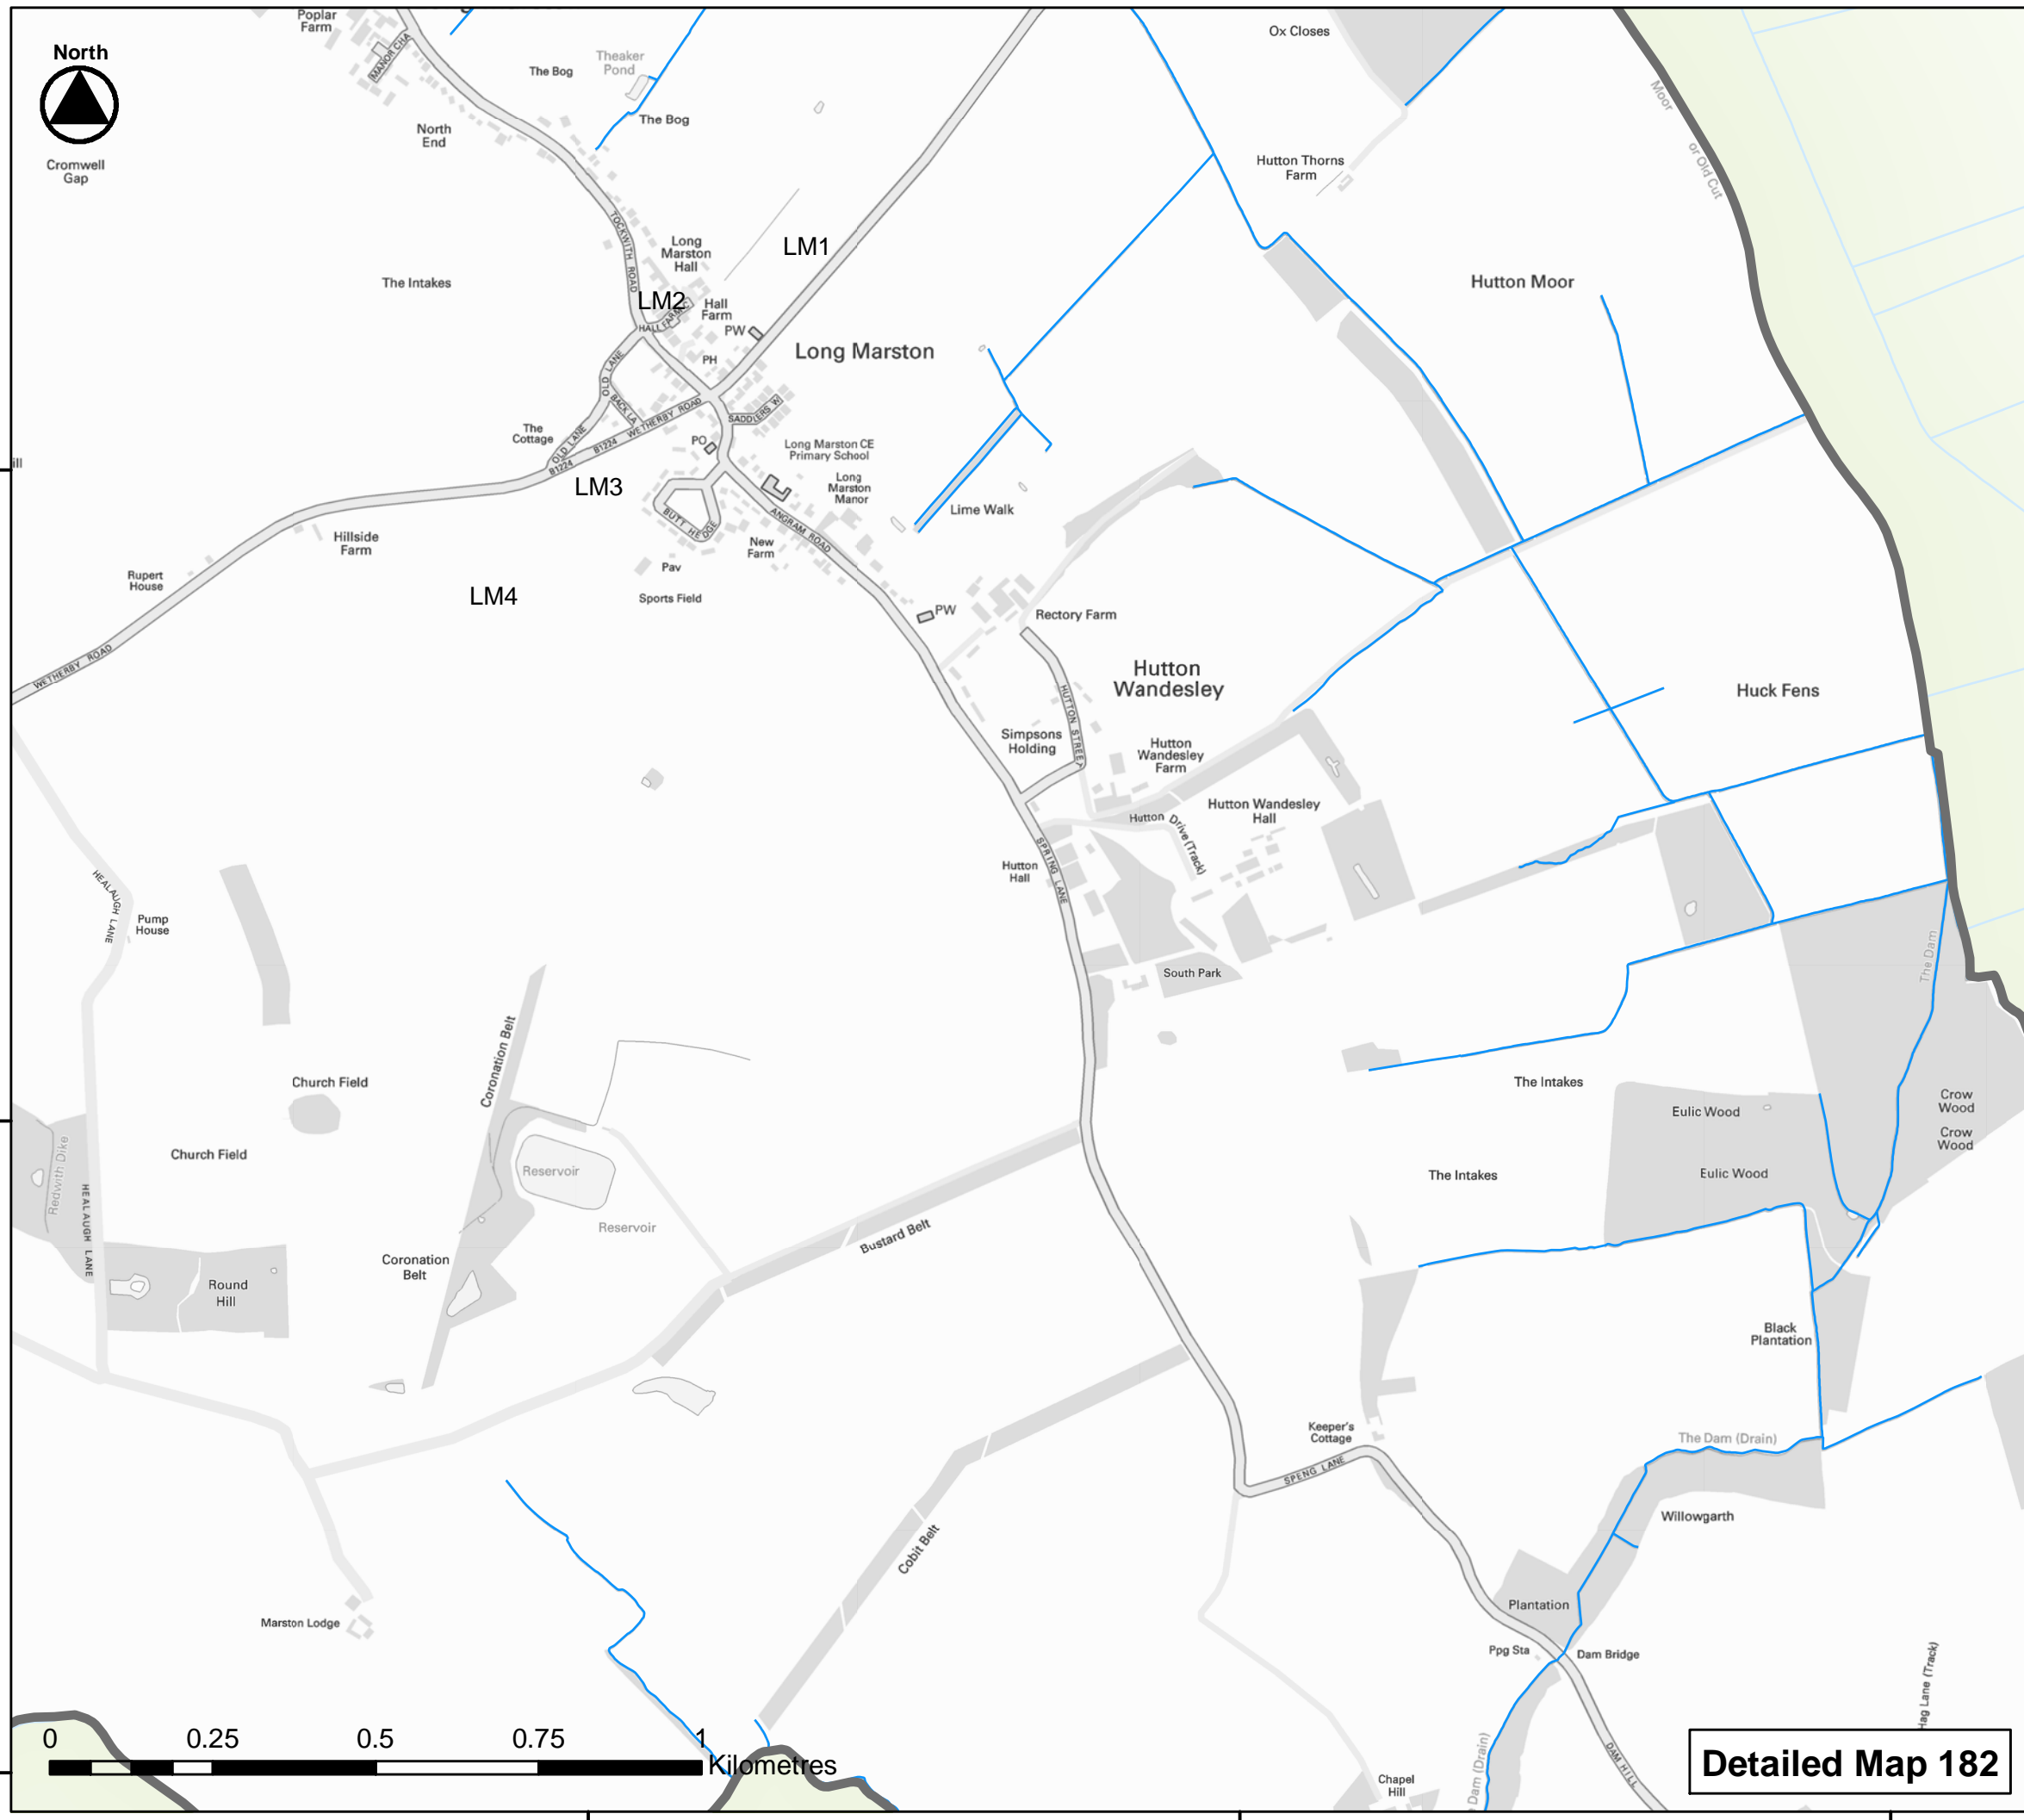 Poplar
Farm
MANOR CHA
North
Cromwell
Gap
The Bog
Theaker
Pond
The Bog
North
End
Ox Closes
Hutton Thorns
Farm
Moor
or Old Cut
TOCKWITH ROAD
Long
Marston
Hall
LM1
The Intakes
LM2
HALL FARM C
Hall
Farm
PW
PH
Long Marston
Hutton Moor
OLD LANE
BACK LA
WETHERBY ROAD
SADDLERS W
The
Cottage
OLD LANE
B1224
B1224
PO
Long Marston CE
Primary School
Long
Marston
Manor
ill
LM3
BUTT HEDGE
ANGRAM ROAD
Lime Walk
Hillside
Farm
New
Farm
Rupert
House
Pav
LM4
Sports Field
PW
Rectory Farm
WETHERBY ROAD
Hutton
Wandesley
HUTTON STREET
Huck Fens
Simpsons
Holding
Hutton
Wandesley
Farm
Hutton Wandesley
Hall
Hutton Drive (Track)
SPRING LANE
Hutton
Hall
HEALAUGH LANE
Pump
House
The Dam
South Park
Coronation Belt
Church Field
The Intakes
Eulic Wood
Crow
Wood
Crow
Wood
Church Field
Redwith Dike
Reservoir
The Intakes
Eulic Wood
HEALAUGH LANE
Reservoir
Bustard Belt
Coronation
Belt
Round
Hill
Black
Plantation
Keeper's
Cottage
The Dam (Drain)
SPENG LANE
Willowgarth
Cobit Belt
Plantation
Marston Lodge
Ppg Sta
Dam Bridge
Hag Lane (Track)
0 0.25 0.5 0.75 1
Kilometres
Dam (Drain)
DAM HILL
Chapel
Hill
Detailed Map 182